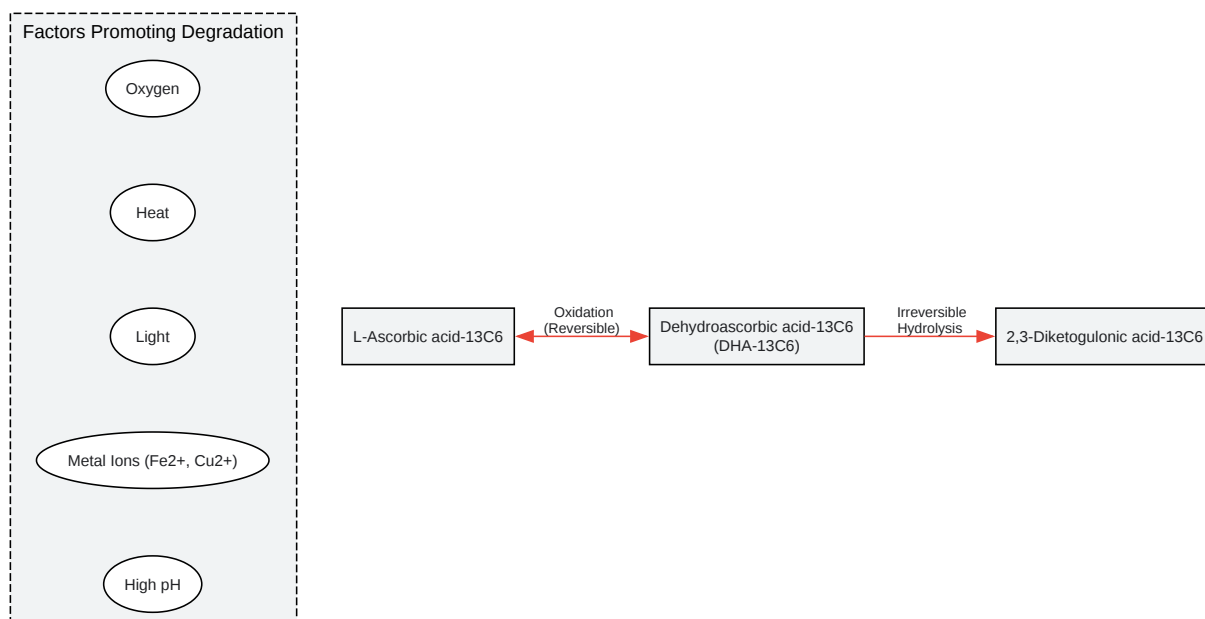 Factors Promoting Degradation
Oxygen
Heat
Light
Metal Ions (Fe2+, Cu2+)
High pH
L-Ascorbic acid-13C6
Oxidation
(Reversible)
Dehydroascorbic acid-13C6
(DHA-13C6)
Irreversible
Hydrolysis
2,3-Diketogulonic acid-13C6